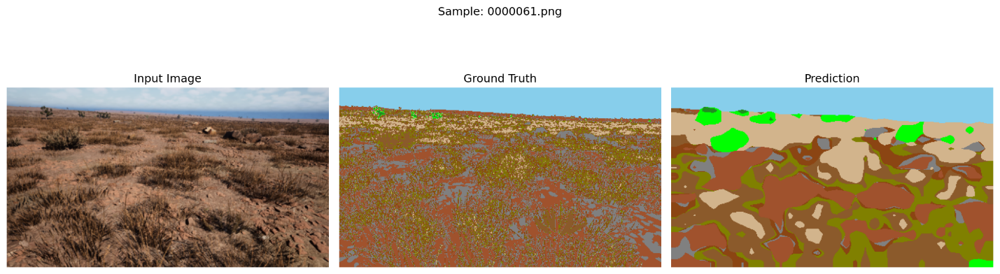 Sample: 0000061.png
Input Image
Ground Truth
Prediction